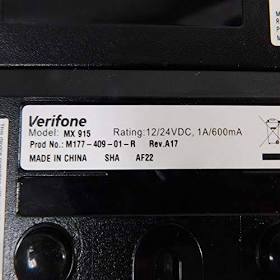 Verifone
Model: MX 915 Rating:12/24VDC, 1A/600mA
Prod No.: M177-409-01-R Rev.A17
MADE IN CHINA SHA AF22